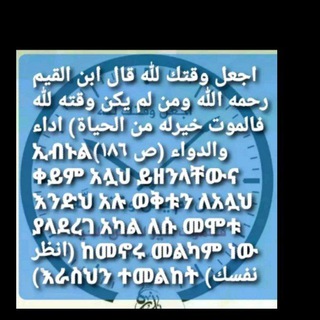 اجعل وقتك لله قال ابن القيم
رحمه الله ومن لم يكن وقته لله
فالموت خيرله من الحياة) اداء
والدواء (ص ١٨٦) ኢብኑል
ቀይም አሏህ ይዘንላቸውና
እንድህ አሉ ወቅቱን ለአሏህ
ያላደረገ አካል ለሱ መሞቱ
ከመኖሩ መልካም ነው (انظر
نفسك) (እራስህን ተመልከት